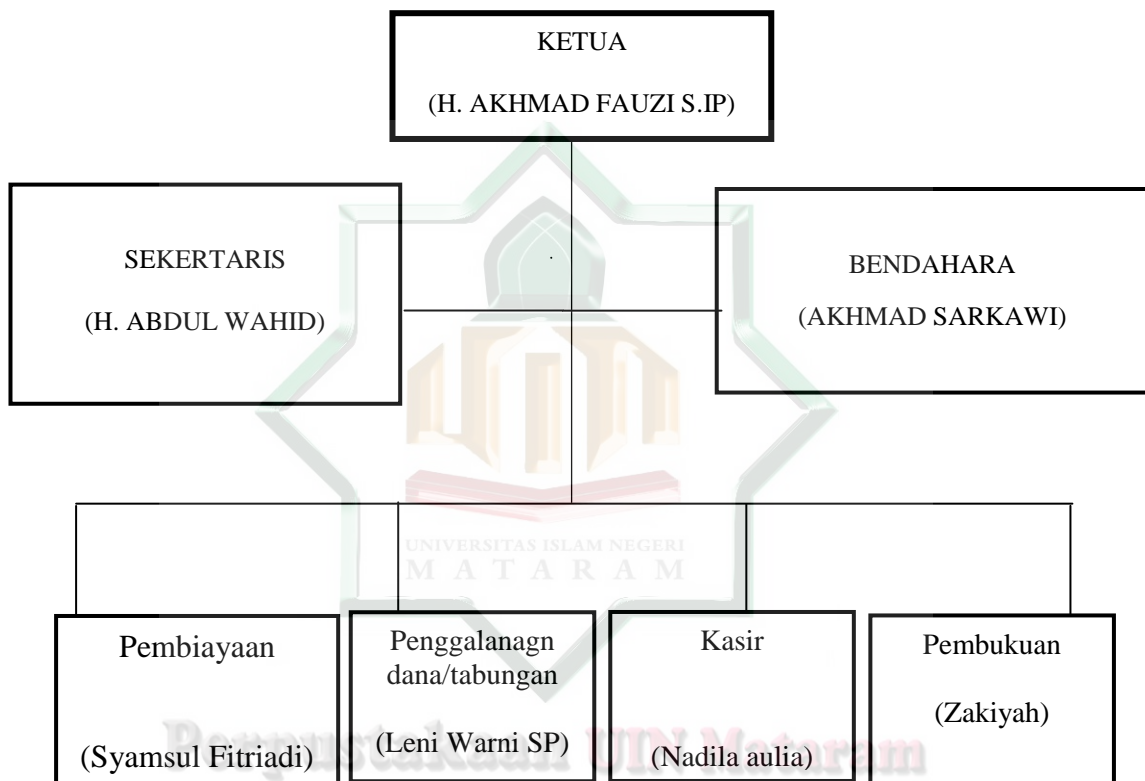 KETUA
(H. AKHMAD FAUZI S.IP)
SEKERTARIS
(H. ABDUL WAHID)
BENDAHARA
(AKHMAD SARKAWI)
UNIVERSITAS ISLAM NEGERI
MATARAM
Pembiayaan
(Syamsul Fitriadi)
Penggalanagn
dana/tabungan
(Leni Warni SP)
Kasir
(Nadila aulia)
Pembukuan
(Zakiyah)
Perpustakaan UIN Mataram